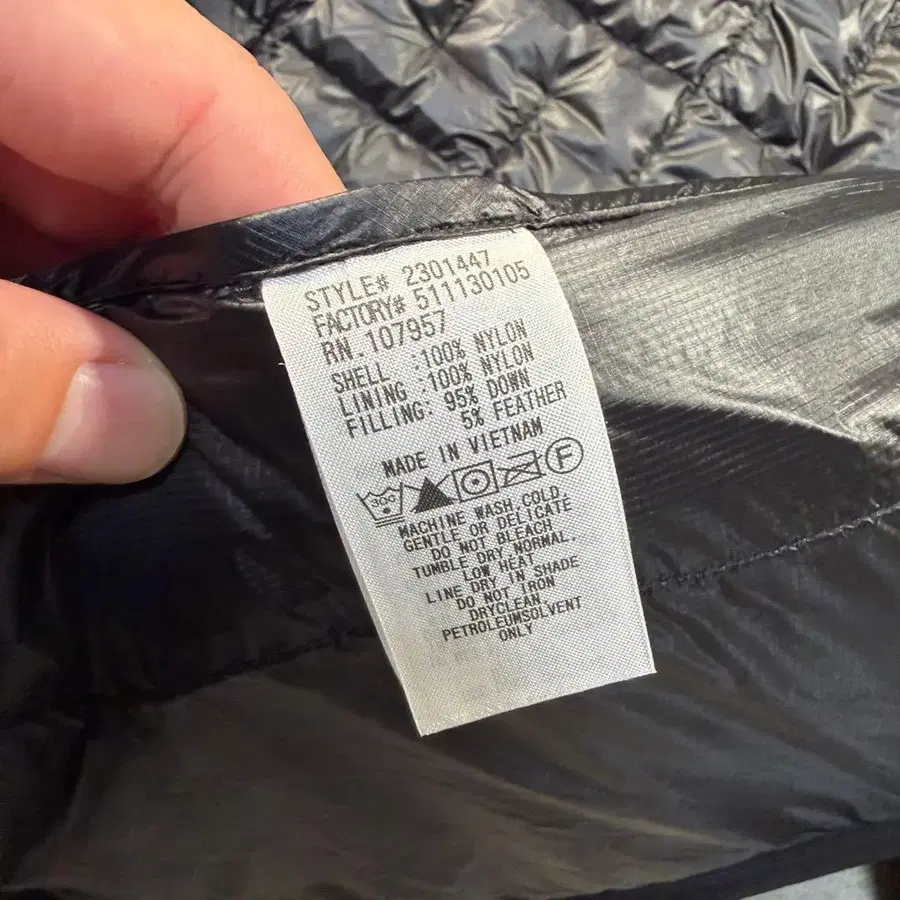 STYLE# 2301447
FACTORY# 511130105
RN.107957
SHELL :100% NYLON
LINING :100% NYLON
FILLING: 95% DOWN
5% FEATHER
MADE IN VIETNAM
F
MACHINE WASH COLD,
GENTLE OR DELICATE
DO NOT BLEACH
TUMBLE DRY NORMAL,
LOW HEAT
LINE DRY IN SHADE
DO NOT IRON
DRYCLEAN,
PETROLEUMSOLVENT
ONLY